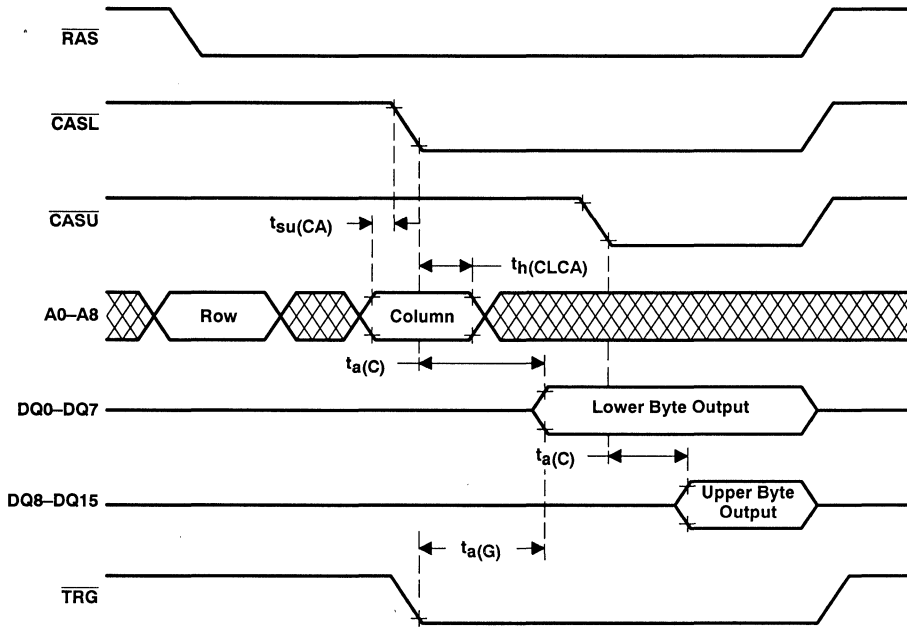 RAS
CASL
CASU
tsu(CA)
th(CLCA)
A0–A8
Row
Column
ta(C)
DQ0–DQ7
Lower Byte Output
ta(C)
DQ8–DQ15
Upper Byte
Output
ta(G)
TRG